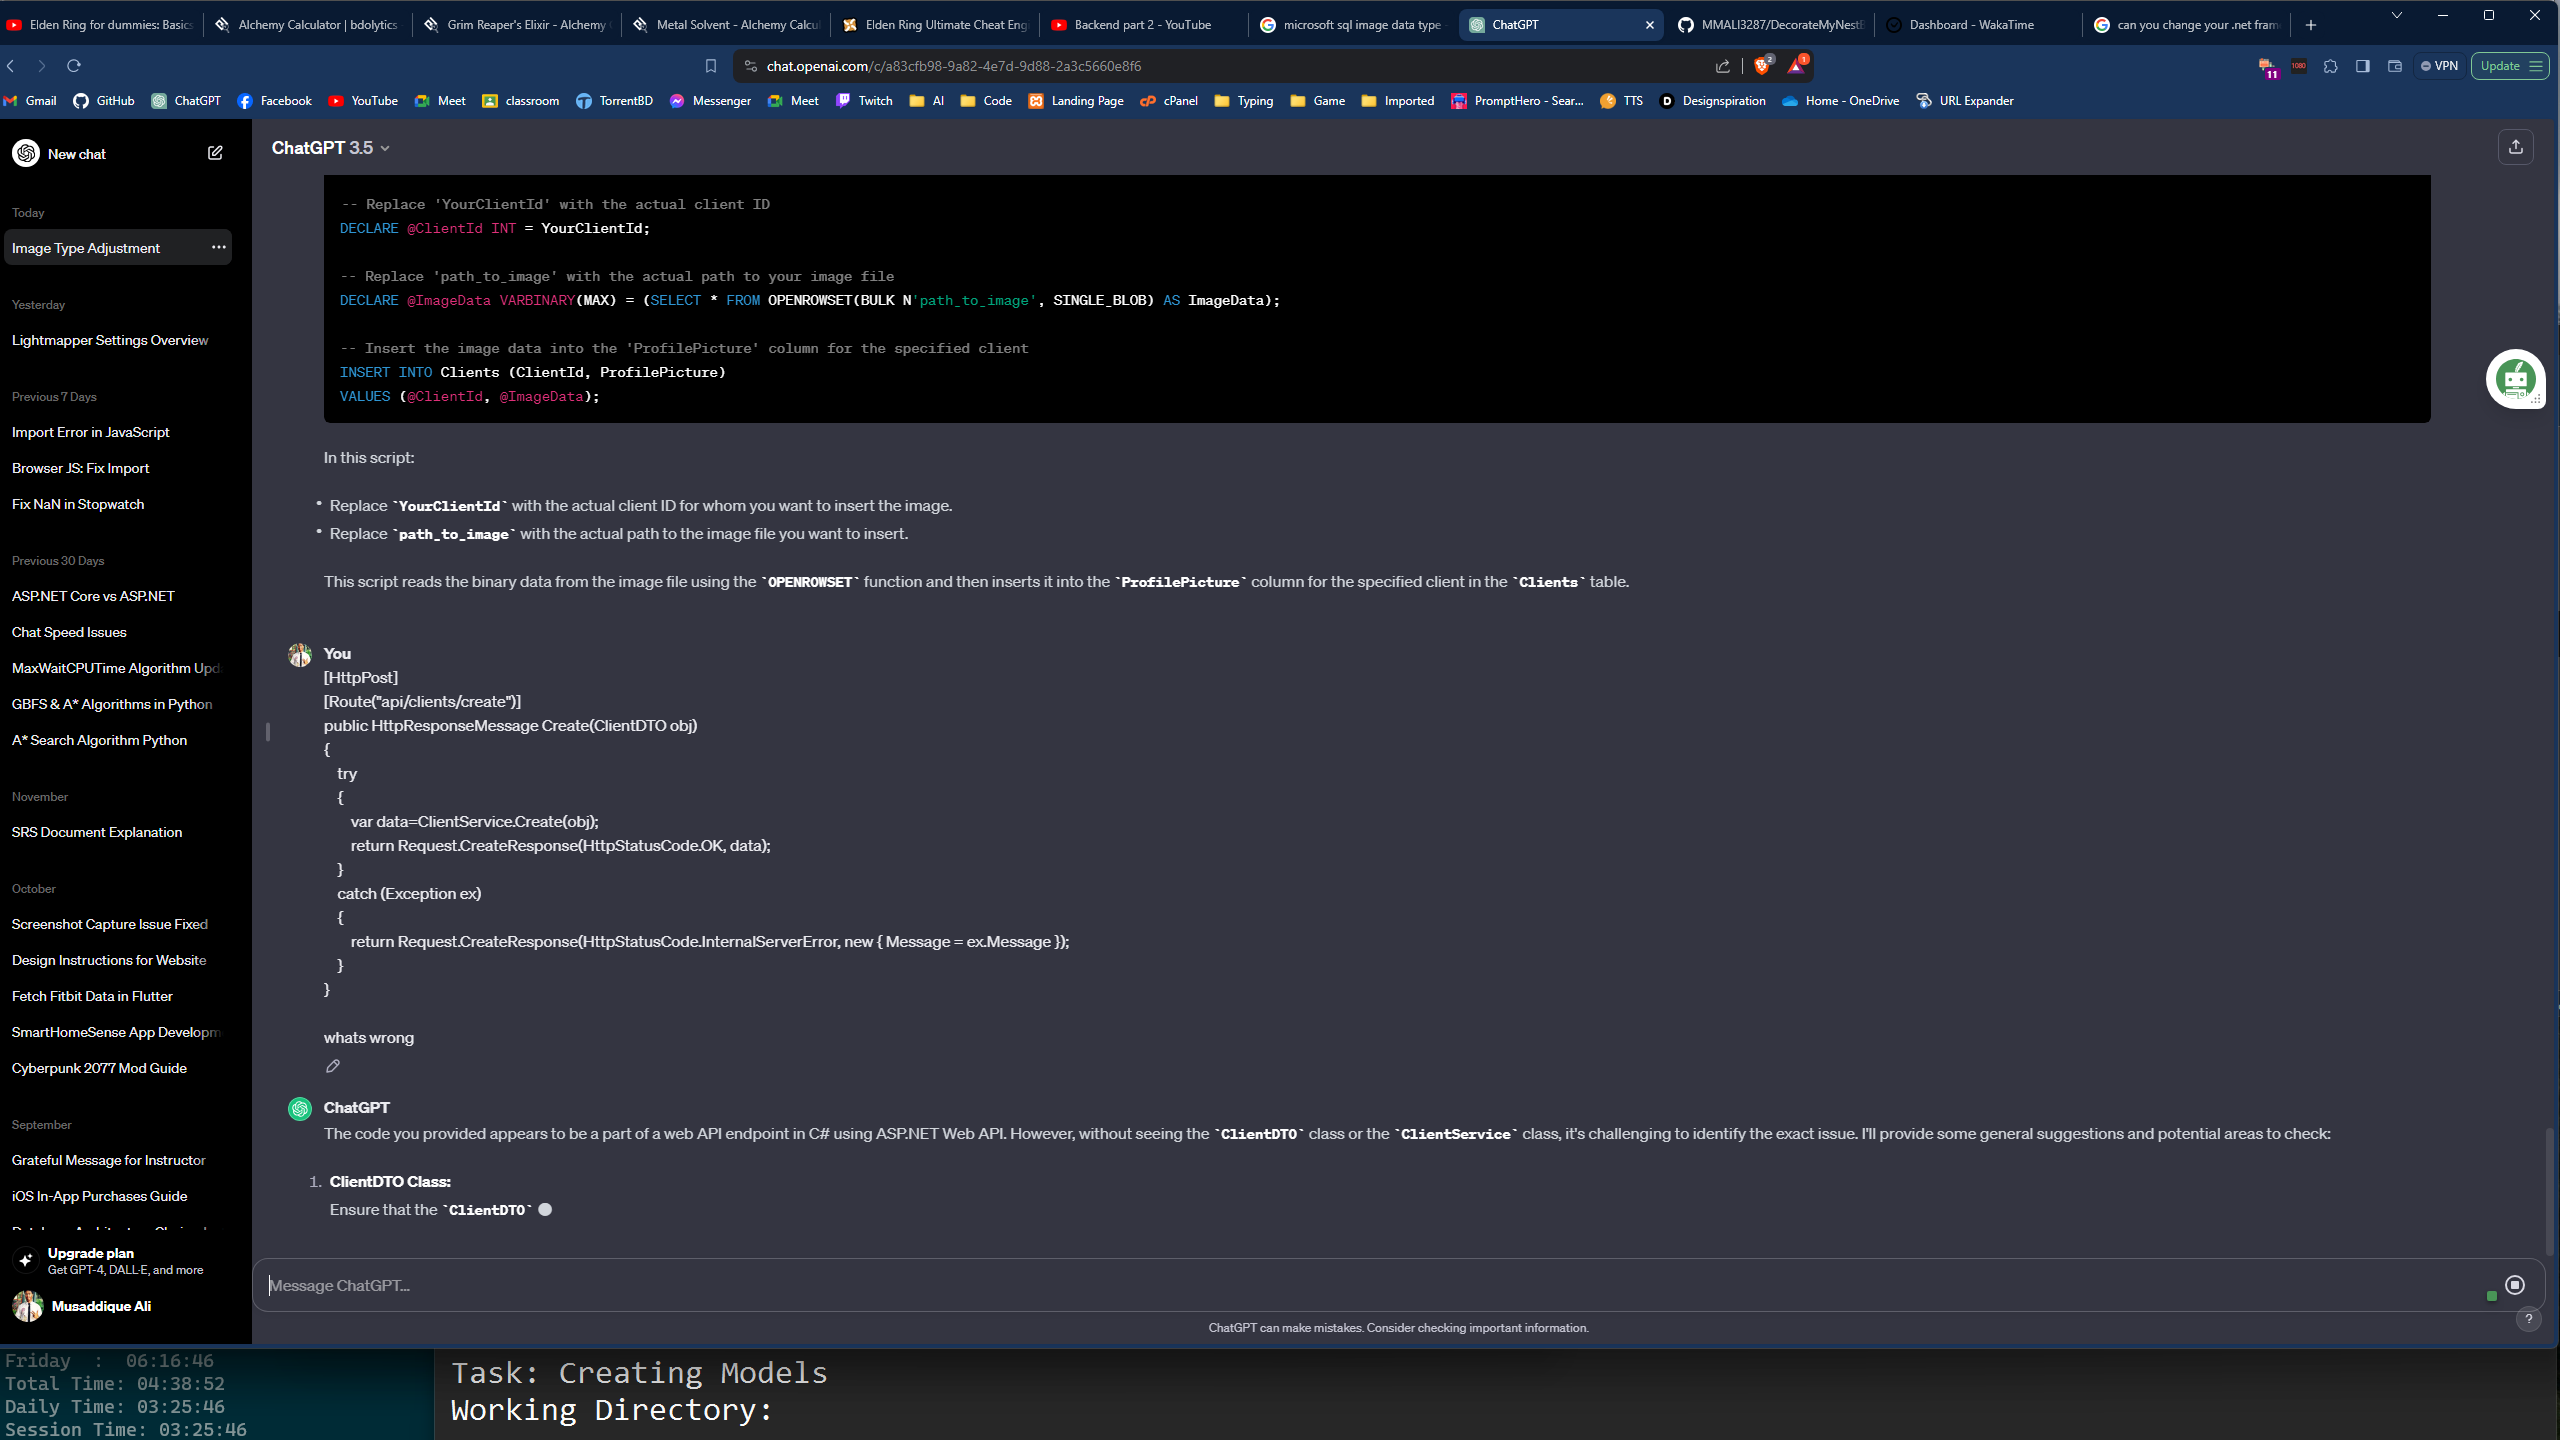 Elden Ring for dummies: Basics
Alchemy Calculator | bdolytics
Grim Reaper's Elixir - Alchemy
Metal Solvent - Alchemy Calcul
Elden Ring Ultimate Cheat Eng
Backend part 2 - YouTube
microsoft sql image data type
ChatGPT
MMALI3287/DecorateMyNestB
Dashboard - WakaTime
can you change your .net fram
chat.openai.com/c/a83cfb98-9a82-4e7d-9d88-2a3c5660e8f6
2
1
11
1080
VPN
Update
Gmail
GitHub
ChatGPT
Facebook
YouTube
Meet
classroom
TorrentBD
Messenger
Meet
Twitch
AI
Code
Landing Page
cPanel
Typing
Game
Imported
PromptHero - Sear...
TTS
Designspiration
Home - OneDrive
URL Expander
New chat
Today
Image Type Adjustment
Yesterday
Lightmapper Settings Overview
Previous 7 Days
Import Error in JavaScript
Browser JS: Fix Import
Fix NaN in Stopwatch
Previous 30 Days
ASP.NET Core vs ASP.NET
Chat Speed Issues
MaxWaitCPUTime Algorithm Upd
GBFS & A* Algorithms in Python
A* Search Algorithm Python
November
SRS Document Explanation
October
Screenshot Capture Issue Fixed
Design Instructions for Website
Fetch Fitbit Data in Flutter
SmartHomeSense App Developm
Cyberpunk 2077 Mod Guide
September
Grateful Message for Instructor
iOS In-App Purchases Guide
Upgrade plan
Get GPT-4, DALL·E, and more
Musaddique Ali
ChatGPT 3.5
-- Replace 'YourClientId' with the actual client ID
DECLARE @ClientId INT = YourClientId;
-- Replace 'path_to_image' with the actual path to your image file
DECLARE @ImageData VARBINARY(MAX) = (SELECT * FROM OPENROWSET(BULK N'path_to_image', SINGLE_BLOB) AS ImageData);
-- Insert the image data into the 'ProfilePicture' column for the specified client
INSERT INTO Clients (ClientId, ProfilePicture)
VALUES (@ClientId, @ImageData);
In this script:
• Replace `YourClientId` with the actual client ID for whom you want to insert the image.
• Replace `path_to_image` with the actual path to the image file you want to insert.
This script reads the binary data from the image file using the `OPENROWSET` function and then inserts it into the `ProfilePicture` column for the specified client in the `Clients` table.
You
[HttpPost]
[Route("api/clients/create")]
public HttpResponseMessage Create(ClientDTO obj)
{
try
{
var data=ClientService.Create(obj);
return Request.CreateResponse(HttpStatusCode.OK, data);
}
catch (Exception ex)
{
return Request.CreateResponse(HttpStatusCode.InternalServerError, new { Message = ex.Message });
}
}
whats wrong
ChatGPT
The code you provided appears to be a part of a web API endpoint in C# using ASP.NET Web API. However, without seeing the `ClientDTO` class or the `ClientService` class, it's challenging to identify the exact issue. I'll provide some general suggestions and potential areas to check:
1. ClientDTO Class:
Ensure that the `ClientDTO`
Message ChatGPT...
ChatGPT can make mistakes. Consider checking important information.
?
Friday : 06:16:46
Total Time: 04:38:52
Daily Time: 03:25:46
Session Time: 03:25:46
Task: Creating Models
Working Directory: